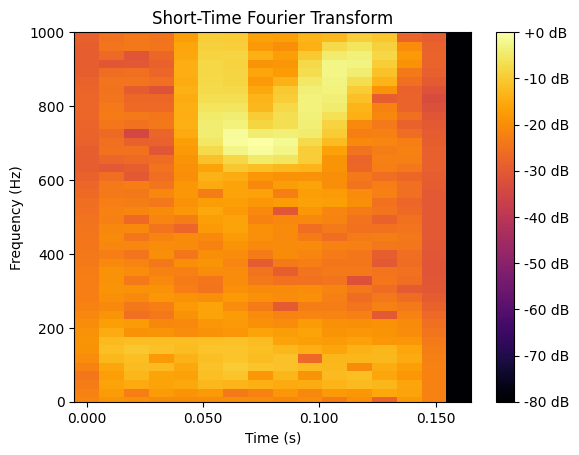 Short-Time Fourier Transform
1000
800
600
400
200
0
Frequency (Hz)
0.000
0.050
0.100
0.150
Time (s)
+0 dB
-10 dB
-20 dB
-30 dB
-40 dB
-50 dB
-60 dB
-70 dB
-80 dB